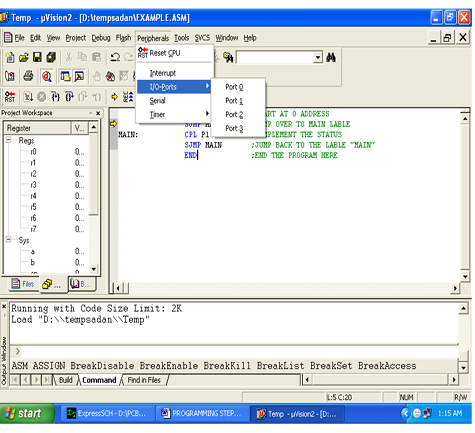 Temp - µVision2 - [D:\tempsadan\EXAMPLE.ASM]
File Edit View Project Debug Flash Peripherals Tools SVCS Window Help
Reset CPU
Interrupt
I/O-Ports
Serial
Timer
Port 0
Port 1
Port 2
Port 3
Project Workspace
Register V...
Regs
r0 0...
r1 0...
r2 0...
r3 0...
r4 0...
r5 0...
r6 0...
r7 0...
Sys
a 0...
b 0...
Files
B...
START AT 0 ADDRESS
OVER TO MAIN LABLE
MAIN: CPL P1
THE STATUS
SJMP MAIN ;JUMP BACK TO THE LABLE "MAIN"
END ;END THE PROGRAM HERE
Running with Code Size Limit: 2K
Load "D:\\tempsadan\\Temp"
>
ASM ASSIGN BreakDisable BreakEnable BreakKill BreakList BreakSet BreakAccess
Output Window
Build Command Find in Files
L:5 C:20 NUM R/W
start
ExpressSCH - D:\PCB...
PROGRAMMING STEP...
Temp - µVision2 - [D:...
1:15 AM